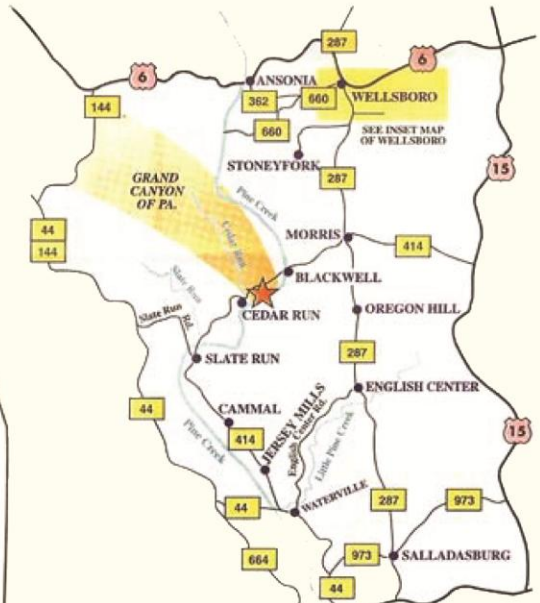 287
6
6
ANSONIA
362
660
WELLSBORO
144
660
SEE INSET MAP
OF WELLSBORO
STONEYFORK
15
GRAND
CANYON
OF PA.
287
Pine Creek
44
144
Cedar Run
MORRIS
414
Slate Run
BLACKWELL
CEDAR RUN
OREGON HILL
Slate Run
Rd.
287
SLATE RUN
ENGLISH CENTER
44
CAMMAL
JERSEY MILLS
English Center Rd.
Little Pine Creek
15
414
Pine Creek
44
WATERVILLE
287
973
664
973
SALLADASBURG
44